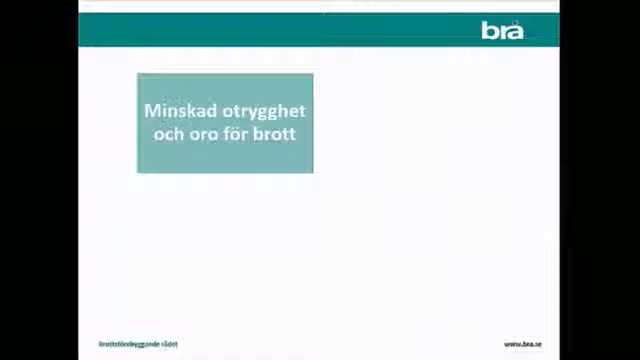 brå
Minskad otrygghet
och oro för brott
Brottsförebyggande rådet
www.bra.se